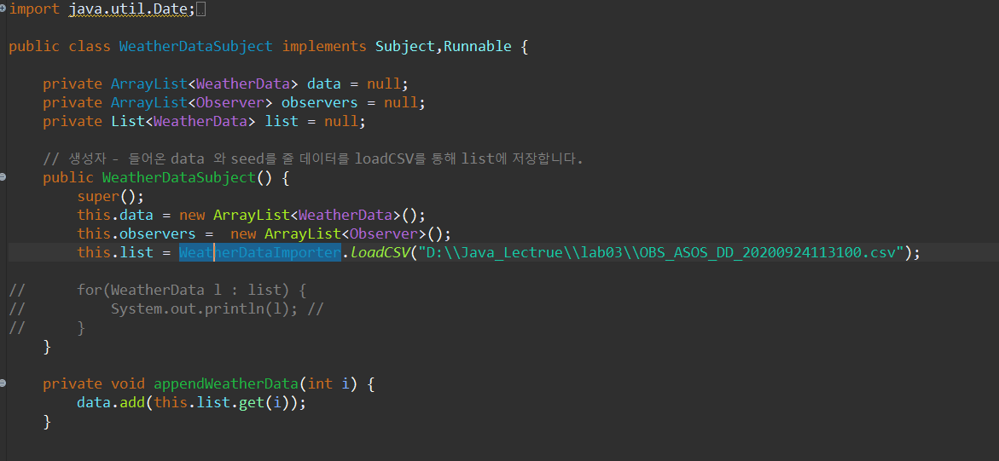 import java.util.Date;
public class WeatherDataSubject implements Subject,Runnable {
private ArrayList<WeatherData> data = null;
private ArrayList<Observer> observers = null;
private List<WeatherData> list = null;
// 생성자 - 들어온 data 와 seed를 줄 데이터를 loadCSV를 통해 list에 저장합니다.
public WeatherDataSubject() {
super();
this.data = new ArrayList<WeatherData>();
this.observers =  new ArrayList<Observer>();
this.list = WeatherDataImporter.loadCSV("D:\\Java_Lectrue\\lab03\\OBS_ASOS_DD_20200924113100.csv");
//      for(WeatherData l : list) {
//          System.out.println(l); //
//      }
}
private void appendWeatherData(int i) {
data.add(this.list.get(i));
}